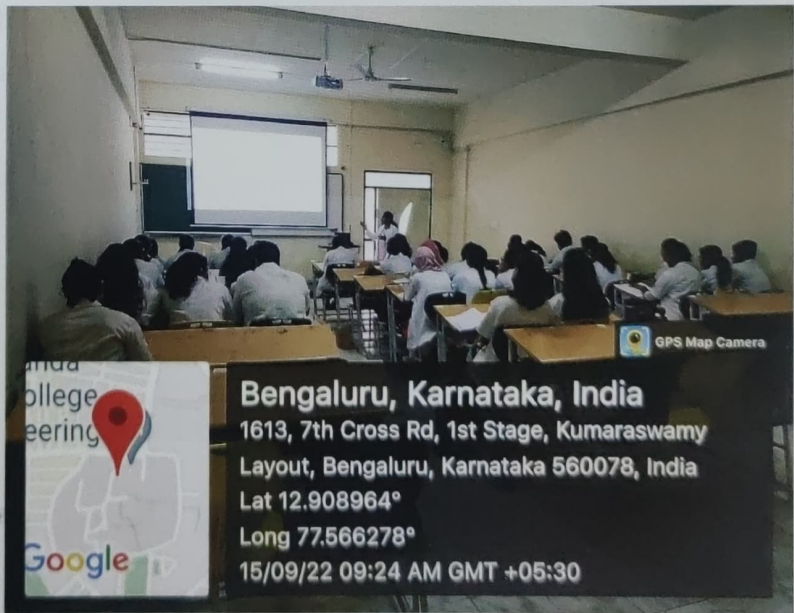 GPS Map Camera
ollege
eering
Google
Bengaluru, Karnataka, India
1613, 7th Cross Rd, 1st Stage, Kumaraswamy
Layout, Bengaluru, Karnataka 560078, India
Lat 12.908964°
Long 77.566278°
15/09/22 09:24 AM GMT +05:30